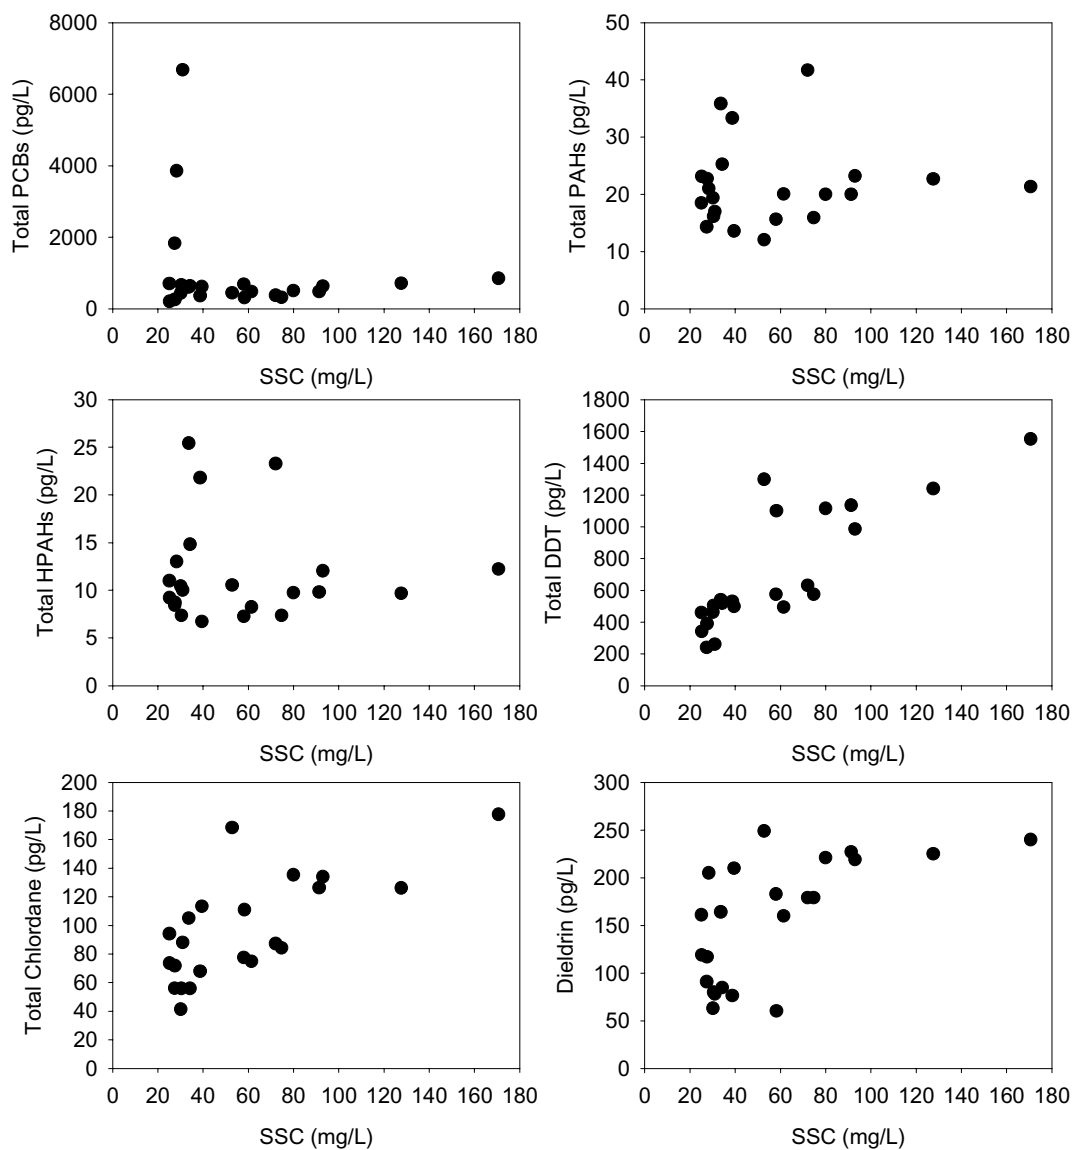 Total PCBs (pg/L)
8000
6000
4000
2000
0
0 20 40 60 80 100 120 140 160 180
SSC (mg/L)
Total PAHs (pg/L)
50
40
30
20
10
0
0 20 40 60 80 100 120 140 160 180
SSC (mg/L)
Total HPAHs (pg/L)
30
25
20
15
10
5
0
0 20 40 60 80 100 120 140 160 180
SSC (mg/L)
Total DDT (pg/L)
1800
1600
1400
1200
1000
800
600
400
200
0
0 20 40 60 80 100 120 140 160 180
SSC (mg/L)
Total Chlordane (pg/L)
200
180
160
140
120
100
80
60
40
20
0
0 20 40 60 80 100 120 140 160 180
SSC (mg/L)
Dieldrin (pg/L)
300
250
200
150
100
50
0
0 20 40 60 80 100 120 140 160 180
SSC (mg/L)